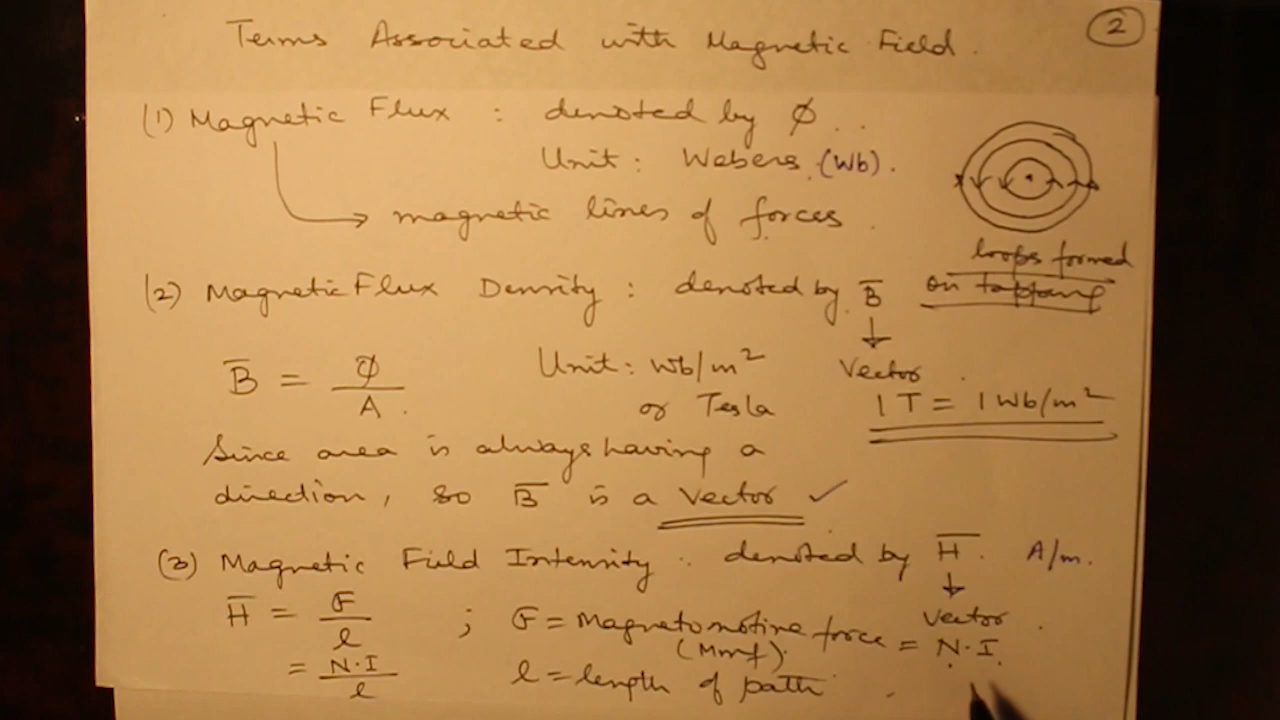 Terms Associated with Magnetic Field.
2
(1) Magnetic Flux : denoted by φ
Unit : Webers (Wb).
→ magnetic lines of forces.
loops formed
on tapping
(2) Magnetic Flux Density : denoted by B̅
↓
Vector
B̅ = φ/A.
Unit : Wb/m²
or Tesla
1 T = 1 Wb/m²
Since area is always having a
direction, so B̅ is a Vector ✓
(3) Magnetic Field Intensity : denoted by H̅. A/m.
↓
Vector
H̅ = F/l ; F = Magnetomotive force = N·I.
(Mmf).
= N·I/l
l = length of path